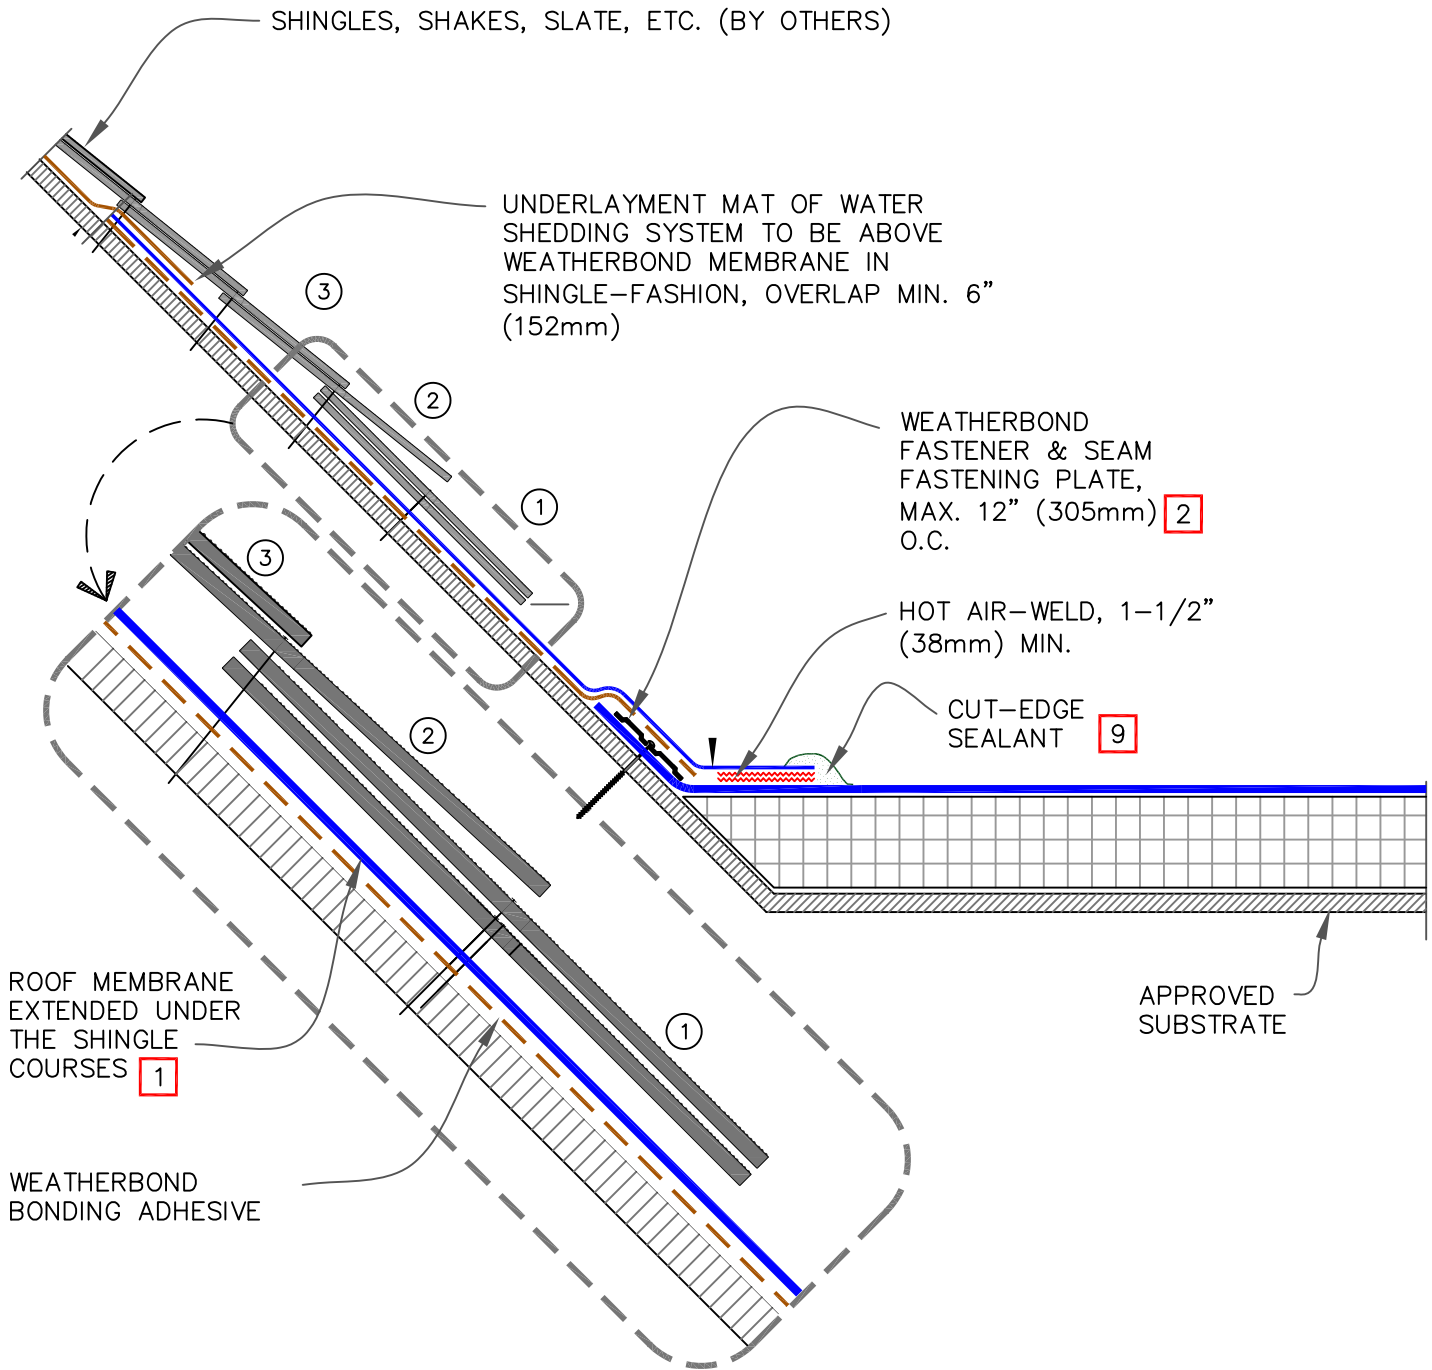 SHINGLES, SHAKES, SLATE, ETC. (BY OTHERS)
UNDERLAYMENT MAT OF WATER
SHEDDING SYSTEM TO BE ABOVE
WEATHERBOND MEMBRANE IN
SHINGLE-FASHION, OVERLAP MIN. 6”
(152mm)
3
2
1
WEATHERBOND
FASTENER & SEAM
FASTENING PLATE,
MAX. 12” (305mm) 2
O.C.
HOT AIR-WELD, 1-1/2”
(38mm) MIN.
CUT-EDGE
SEALANT 9
3
2
1
APPROVED
SUBSTRATE
ROOF MEMBRANE
EXTENDED UNDER
THE SHINGLE
COURSES 1
WEATHERBOND
BONDING ADHESIVE